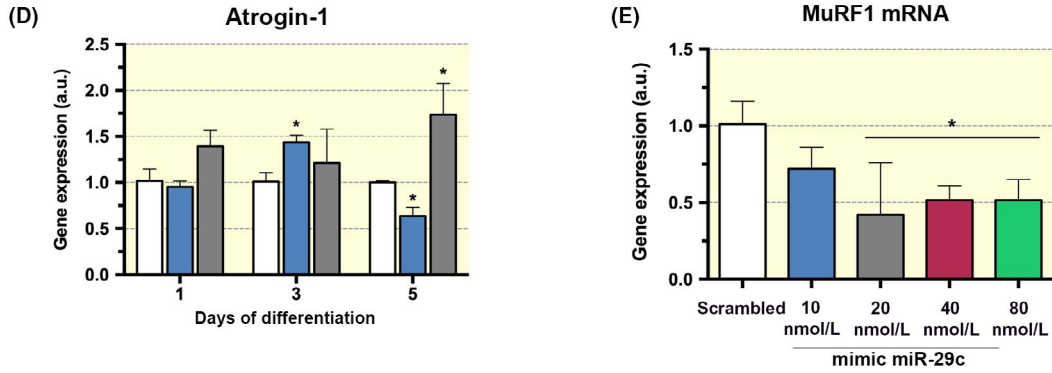 (D)
Atrogin-1
Gene expression (a.u.)
2.5
2.0
1.5
1.0
0.5
0.0
*
*
*
1 3 5
Days of differentiation
(E)
MuRF1 mRNA
Gene expression (a.u.)
1.5
1.0
0.5
0.0
*
Scrambled 10 20 40 80
nmol/L nmol/L nmol/L nmol/L
mimic miR-29c